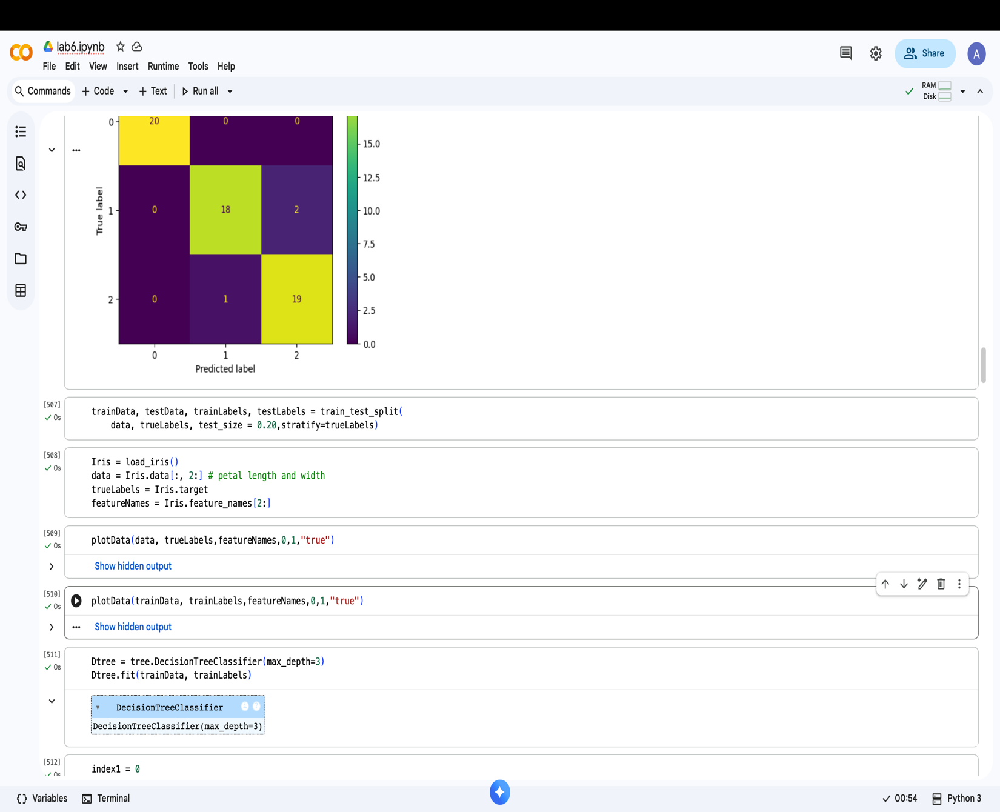 lab6.ipynb
File Edit View Insert Runtime Tools Help
Share
A
Commands + Code + Text Run all
RAM
Disk
0 20 0 0
15.0
12.5
True label
1 0 18 2
10.0
7.5
5.0
2 0 1 19
2.5
0.0
0 1 2
Predicted label
[507]
0s
trainData, testData, trainLabels, testLabels = train_test_split(
data, trueLabels, test_size = 0.20,stratify=trueLabels)
[508]
0s
Iris = load_iris()
data = Iris.data[:, 2:] # petal length and width
trueLabels = Iris.target
featureNames = Iris.feature_names[2:]
[509]
0s
plotData(data, trueLabels,featureNames,0,1,"true")
Show hidden output
[510]
0s
plotData(trainData, trainLabels,featureNames,0,1,"true")
Show hidden output
[511]
0s
Dtree = tree.DecisionTreeClassifier(max_depth=3)
Dtree.fit(trainData, trainLabels)
DecisionTreeClassifier
DecisionTreeClassifier(max_depth=3)
[512]
0s
index1 = 0
{} Variables Terminal
00:54 Python 3